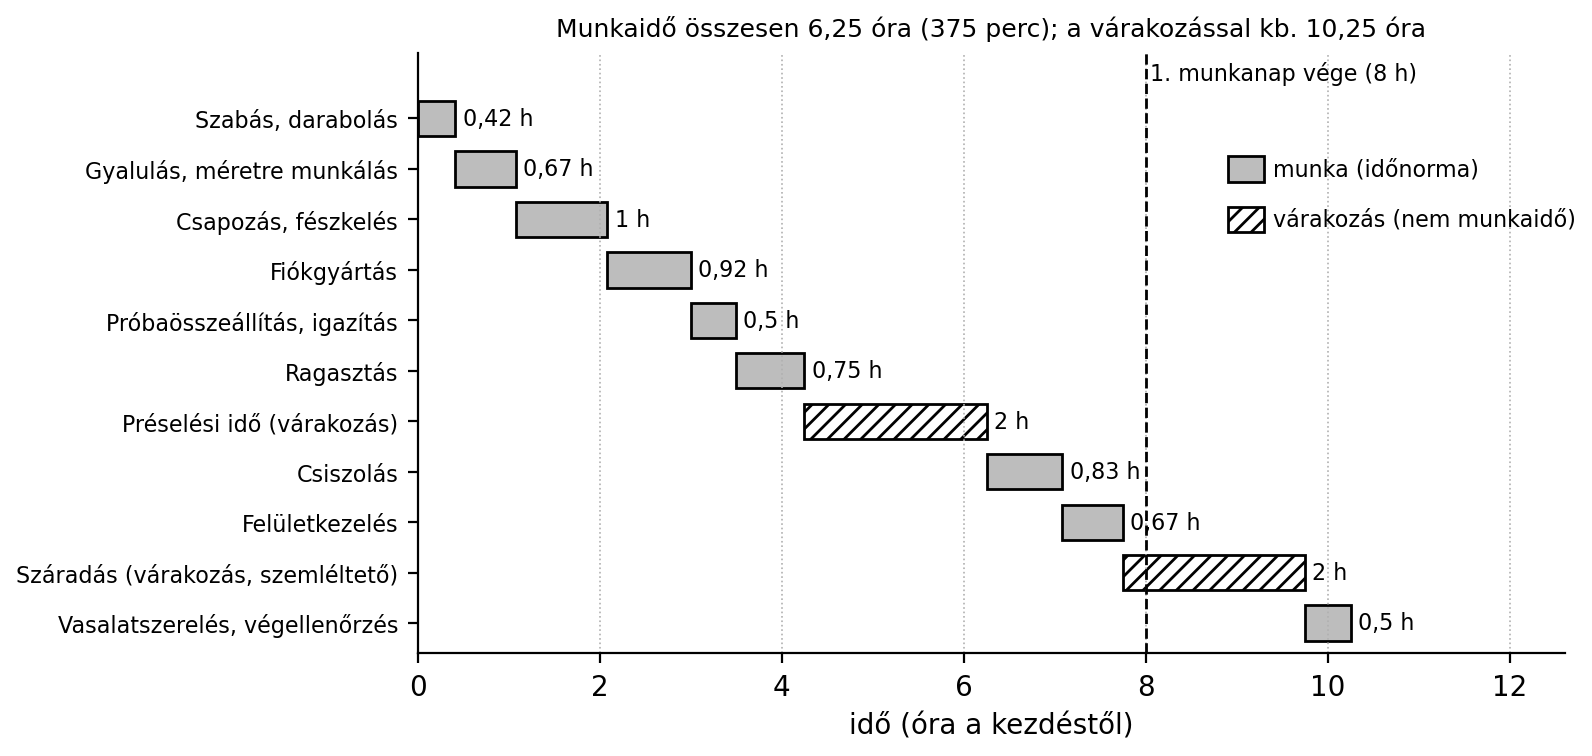 Munkaidő összesen 6,25 óra (375 perc); a várakozással kb. 10,25 óra
1. munkanap vége (8 h)
Szabás, darabolás 0,42 h
Gyalulás, méretre munkálás 0,67 h
munka (időnorma)
Csapozás, fészkelés 1 h
várakozás (nem munkaidő)
Fiókgyártás 0,92 h
Próbaösszeállítás, igazítás 0,5 h
Ragasztás 0,75 h
Préselési idő (várakozás) 2 h
Csiszolás 0,83 h
Felületkezelés 0,67 h
Száradás (várakozás, szemléltető) 2 h
Vasalatszerelés, végellenőrzés 0,5 h
0 2 4 6 8 10 12
idő (óra a kezdéstől)